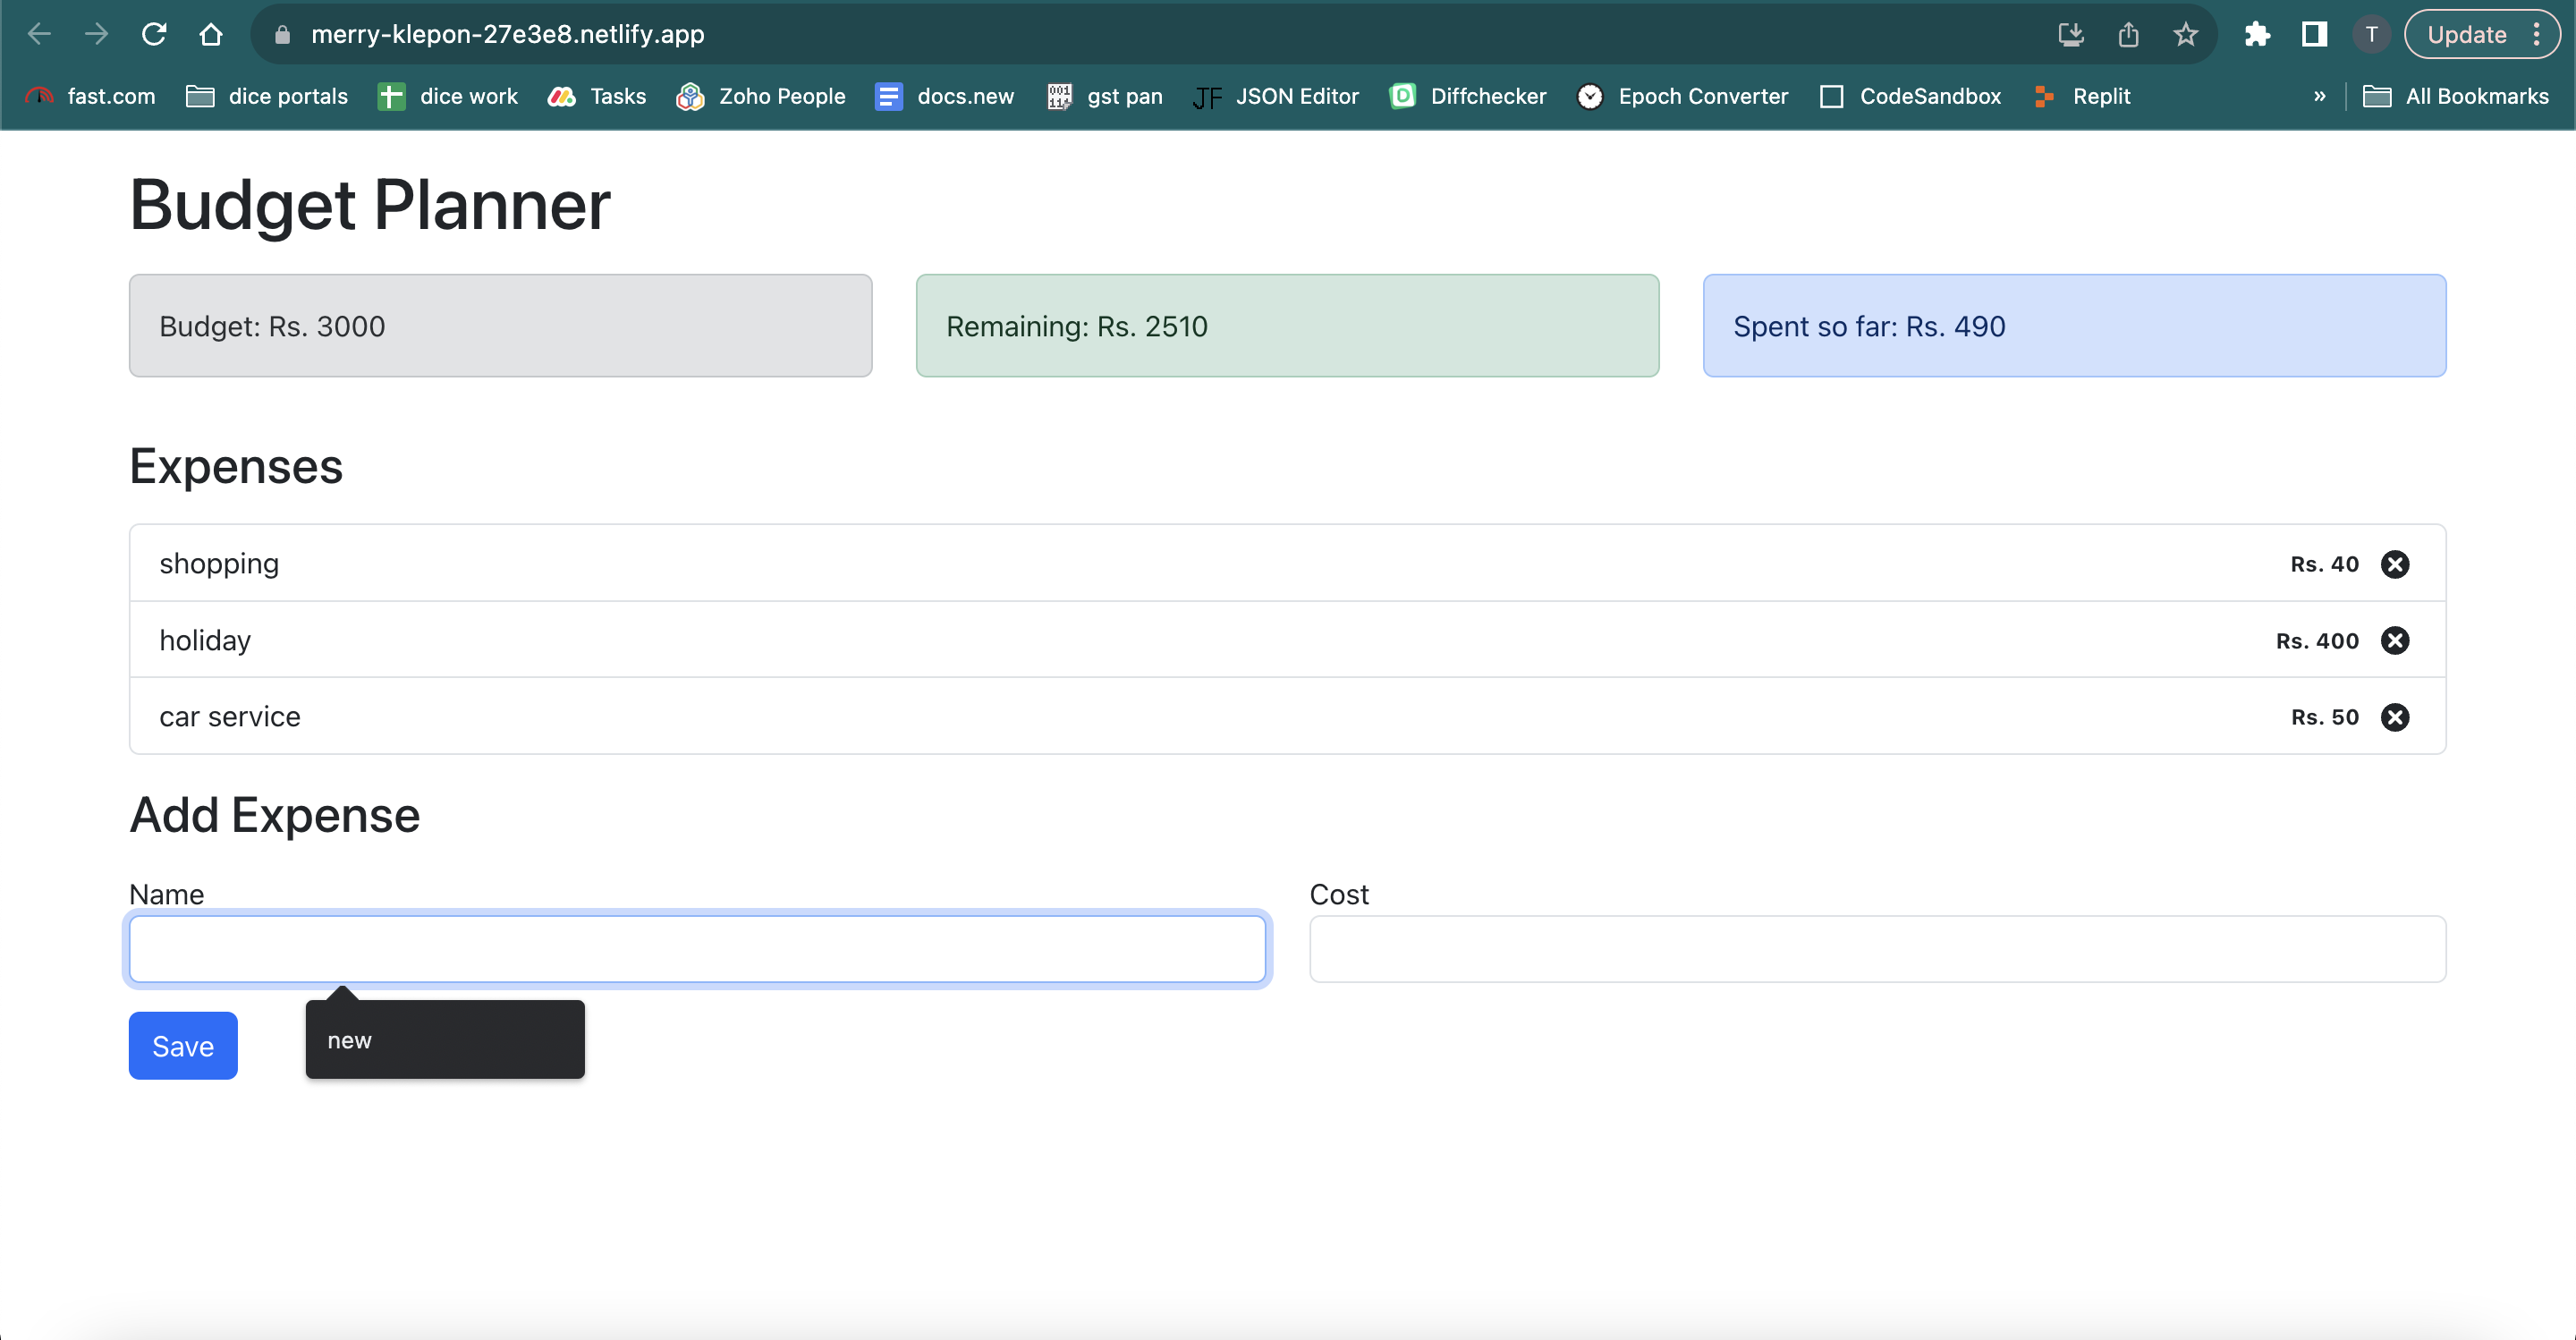 merry-klepon-27e3e8.netlify.app T Update
fast.com dice portals dice work Tasks Zoho People docs.new gst pan JF JSON Editor Diffchecker Epoch Converter CodeSandbox Replit » All Bookmarks
Budget Planner
Budget: Rs. 3000 Remaining: Rs. 2510 Spent so far: Rs. 490
Expenses
shopping Rs. 40
holiday Rs. 400
car service Rs. 50
Add Expense
Name Cost
Save new